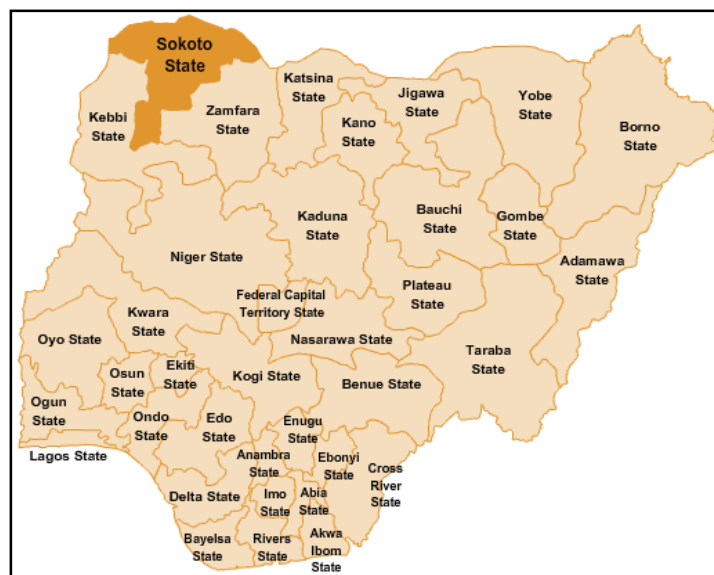 Sokoto
State
Katsina
State
Jigawa
State
Yobe
State
Kebbi
State
Zamfara
State
Kano
State
Borno
State
Kaduna
State
Bauchi
State
Gombe
State
Niger State
Adamawa
State
Federal Capital
Territory State
Plateau
State
Kwara
State
Oyo State
Nasarawa State
Taraba
State
Osun
State
Ekiti
State
Kogi State
Benue State
Ogun
State
Ondo
State
Edo
State
Enugu
State
Lagos State
Anambra
State
Ebonyi
State
Cross
River
State
Delta State
Imo
State
Abia
State
Bayelsa
State
Rivers
State
Akwa
Ibom
State